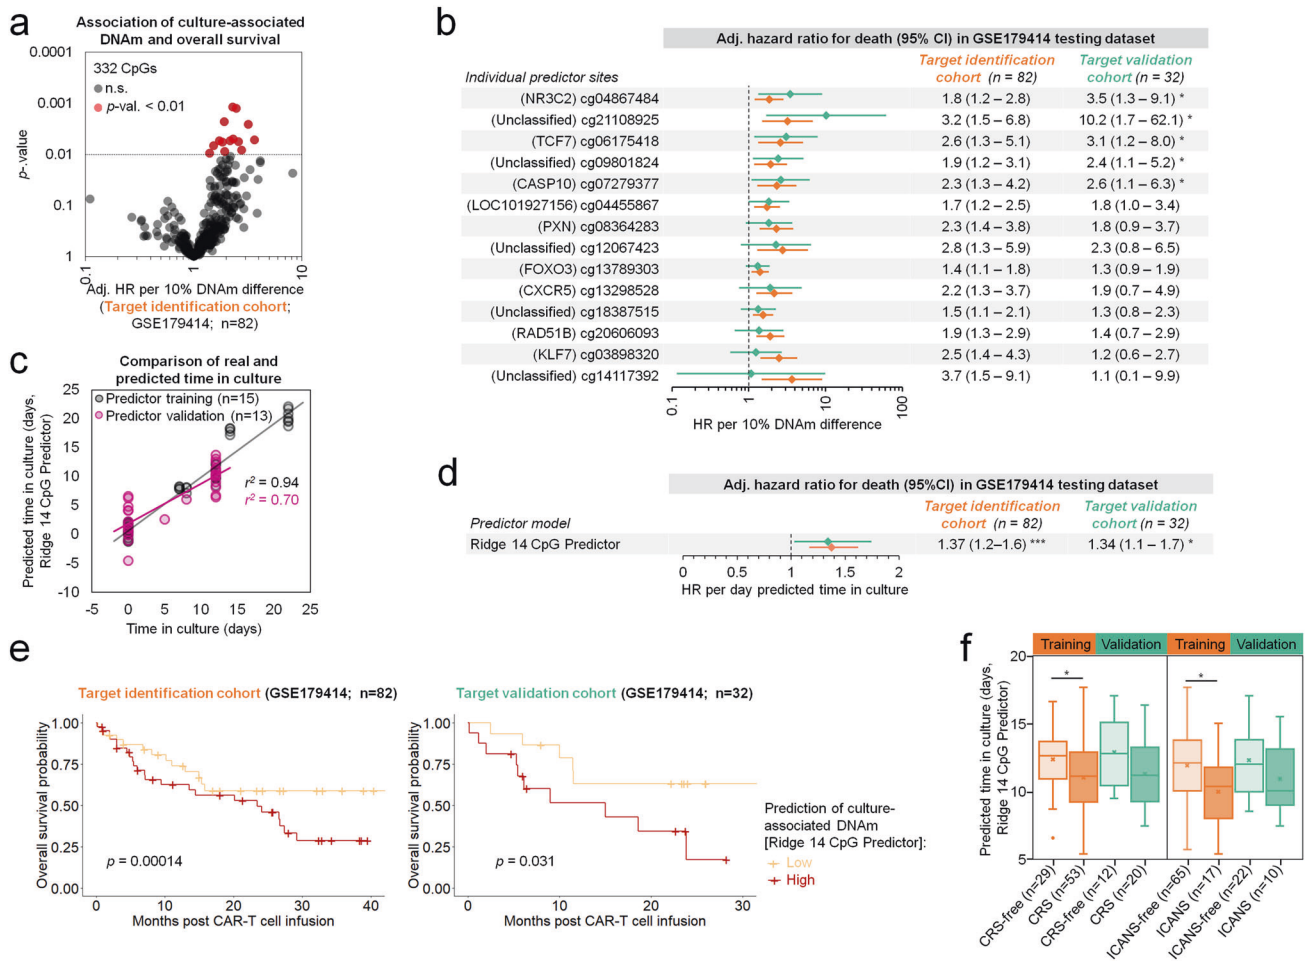 a
Association of culture-associated
DNAm and overall survival
0.0001
0.001
0.01
0.1
1
p-.value
332 CpGs
n.s.
p-val. < 0.01
0.1
1
10
Adj. HR per 10% DNAm difference
(Target identification cohort;
GSE179414; n=82)
b
Adj. hazard ratio for death (95% CI) in GSE179414 testing dataset
Individual predictor sites
Target identification
cohort (n = 82)
Target validation
cohort (n = 32)
(NR3C2) cg04867484 1.8 (1.2 – 2.8) 3.5 (1.3 – 9.1) *
(Unclassified) cg21108925 3.2 (1.5 – 6.8) 10.2 (1.7 – 62.1) *
(TCF7) cg06175418 2.6 (1.3 – 5.1) 3.1 (1.2 – 8.0) *
(Unclassified) cg09801824 1.9 (1.2 – 3.1) 2.4 (1.1 – 5.2) *
(CASP10) cg07279377 2.3 (1.3 – 4.2) 2.6 (1.1 – 6.3) *
(LOC101927156) cg04455867 1.7 (1.2 – 2.5) 1.8 (1.0 – 3.4)
(PXN) cg08364283 2.3 (1.4 – 3.8) 1.8 (0.9 – 3.7)
(Unclassified) cg12067423 2.8 (1.3 – 5.9) 2.3 (0.8 – 6.5)
(FOXO3) cg13789303 1.4 (1.1 – 1.8) 1.3 (0.9 – 1.9)
(CXCR5) cg13298528 2.2 (1.3 – 3.7) 1.9 (0.7 – 4.9)
(Unclassified) cg18387515 1.5 (1.1 – 2.1) 1.3 (0.8 – 2.3)
(RAD51B) cg20606093 1.9 (1.3 – 2.9) 1.4 (0.7 – 2.9)
(KLF7) cg03898320 2.5 (1.4 – 4.3) 1.2 (0.6 – 2.7)
(Unclassified) cg14117392 3.7 (1.5 – 9.1) 1.1 (0.1 – 9.9)
0.1 1 10 100
HR per 10% DNAm difference
c
Comparison of real and
predicted time in culture
25
20
15
10
5
0
-5
-10
Predicted time in culture (days,
Ridge 14 CpG Predictor)
Predictor training (n=15)
Predictor validation (n=13)
r² = 0.94
r² = 0.70
-5 0 5 10 15 20 25
Time in culture (days)
d
Adj. hazard ratio for death (95%CI) in GSE179414 testing dataset
Predictor model
Target identification
cohort (n = 82)
Target validation
cohort (n = 32)
Ridge 14 CpG Predictor 1.37 (1.2–1.6) *** 1.34 (1.1 – 1.7) *
0 0.5 1 1.5 2
HR per day predicted time in culture
e
Target identification cohort (GSE179414; n=82)
1.00
0.75
0.50
0.25
0.00
Overall survival probability
p = 0.00014
0 10 20 30 40
Months post CAR-T cell infusion
Target validation cohort (GSE179414; n=32)
1.00
0.75
0.50
0.25
0.00
Overall survival probability
p = 0.031
0 10 20 30
Months post CAR-T cell infusion
Prediction of culture-
associated DNAm
[Ridge 14 CpG Predictor]:
Low
High
f
Training Validation Training Validation
20
15
10
5
Predicted time in culture (days,
Ridge 14 CpG Predictor)
* *
CRS-free (n=29)
CRS (n=53)
CRS-free (n=12)
CRS (n=20)
ICANS-free (n=65)
ICANS (n=17)
ICANS-free (n=22)
ICANS (n=10)